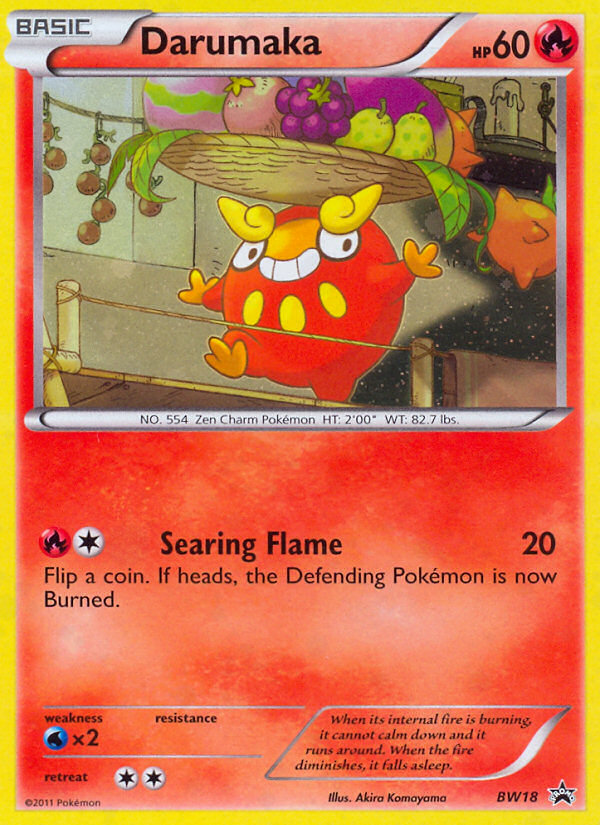 BASIC
Darumaka
HP60
NO. 554 Zen Charm Pokémon HT: 2'00" WT: 82.7 lbs.
Searing Flame 20
Flip a coin. If heads, the Defending Pokémon is now
Burned.
weakness resistance
×2
retreat
When its internal fire is burning,
it cannot calm down and it
runs around. When the fire
diminishes, it falls asleep.
©2011 Pokémon Illus. Akira Komayama BW18 PROMO